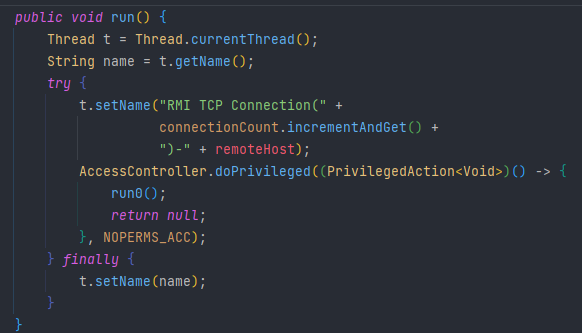 public void run() {
    Thread t = Thread.currentThread();
    String name = t.getName();
    try {
        t.setName("RMI TCP Connection(" +
                  connectionCount.incrementAndGet() +
                  ")-" + remoteHost);
        AccessController.doPrivileged((PrivilegedAction<Void>)() -> {
            run0();
            return null;
        }, NOPERMS_ACC);
    } finally {
        t.setName(name);
    }
}